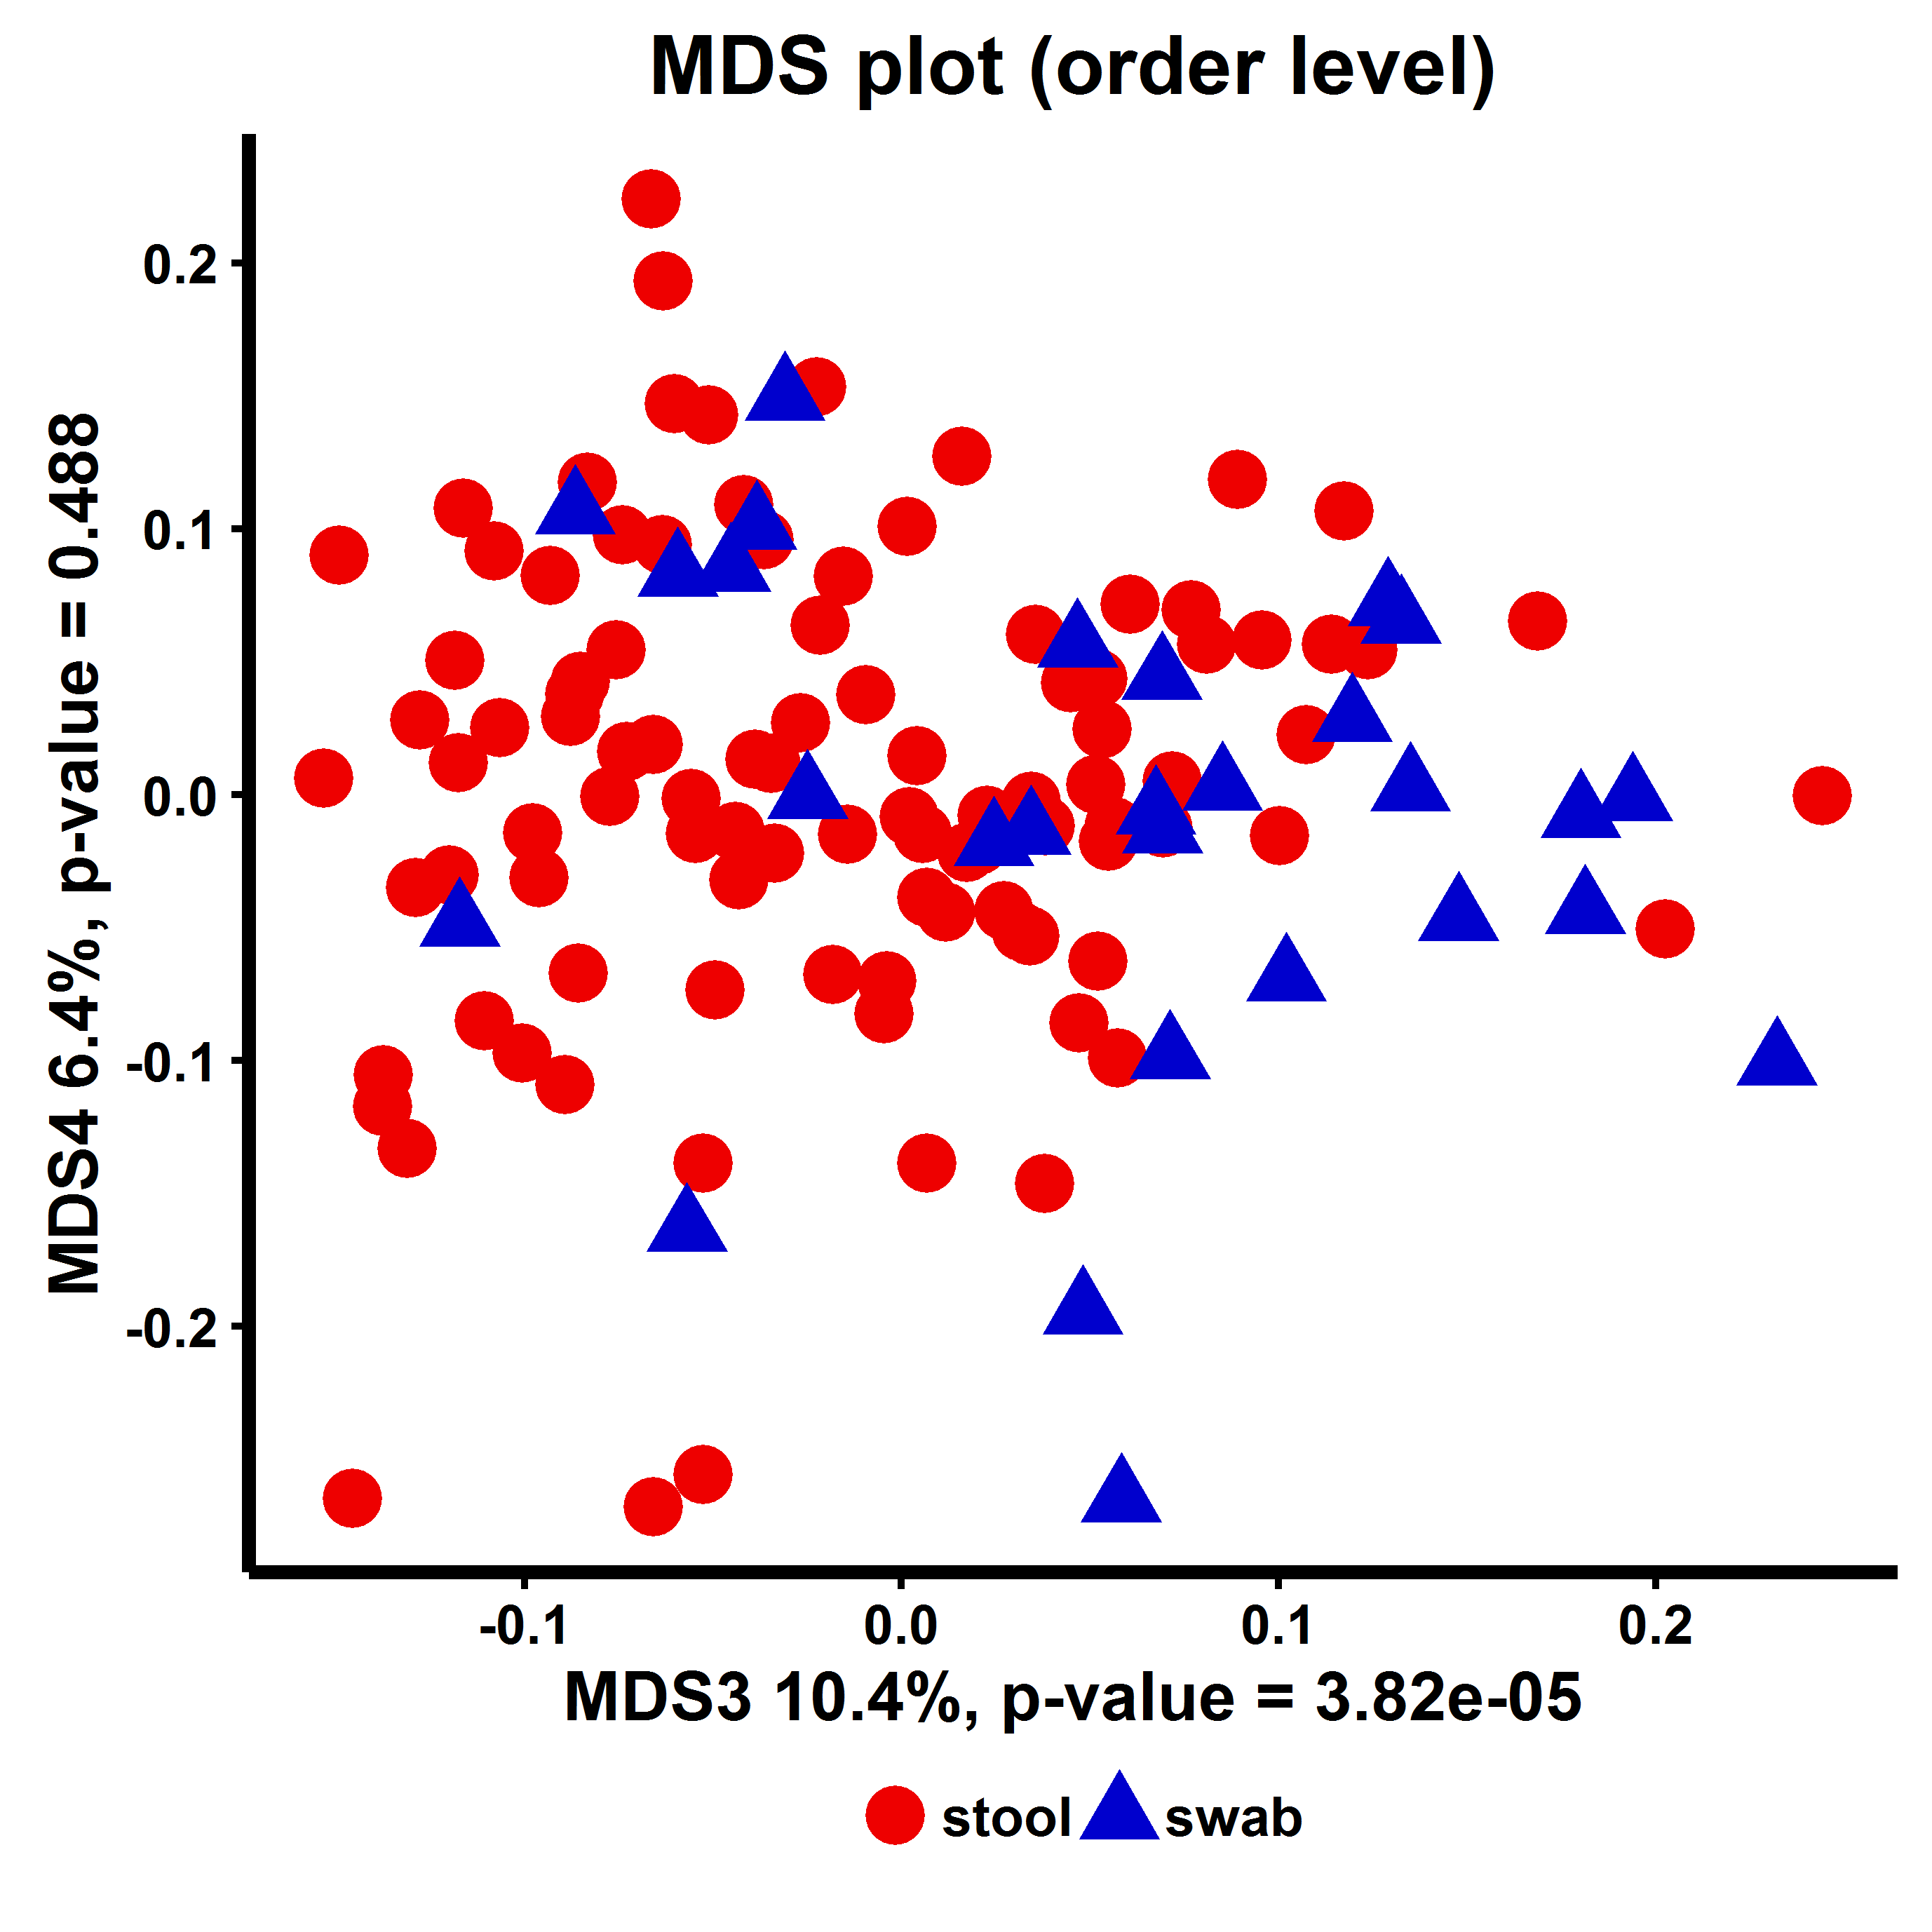 MDS plot (order level)
MDS4 6.4%, p-value = 0.488
0.2
0.1
0.0
-0.1
-0.2
-0.1 0.0 0.1 0.2
MDS3 10.4%, p-value = 3.82e-05
stool swab